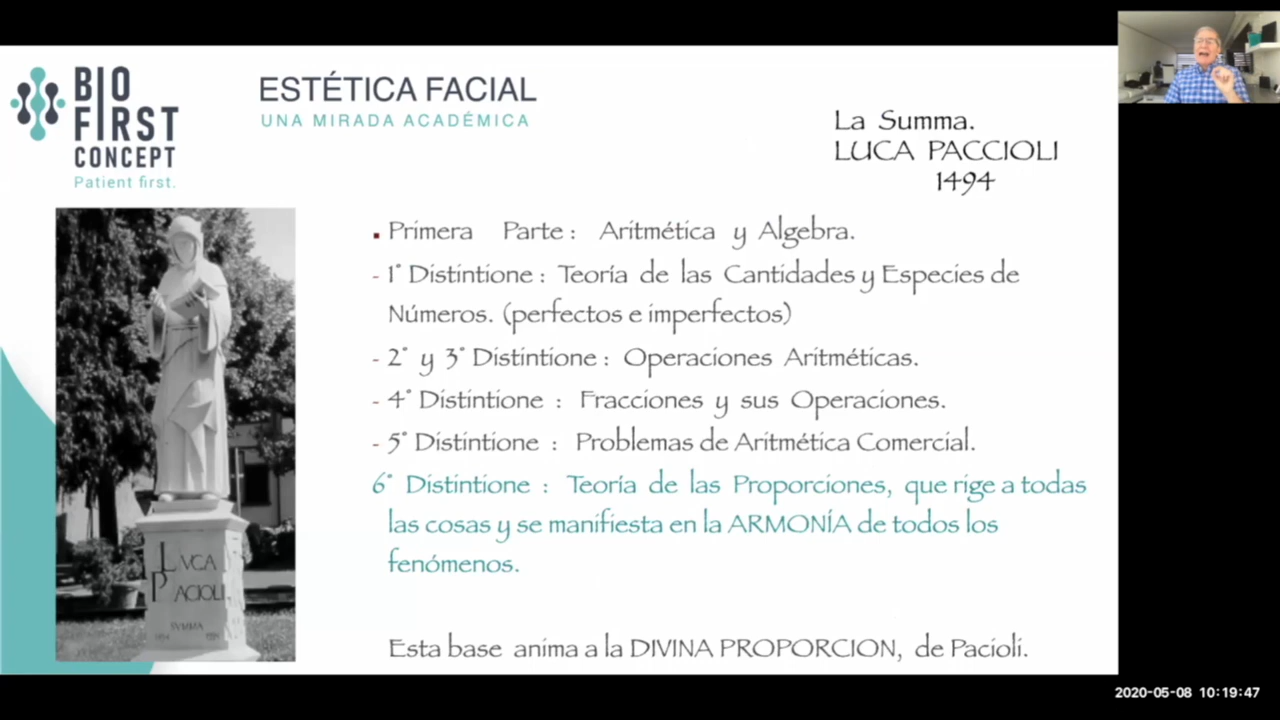 BIO
FIRST
CONCEPT
Patient first.
ESTÉTICA FACIAL
UNA MIRADA ACADÉMICA
La Summa.
LUCA PACCIOLI
1494
Primera Parte : Aritmética y Algebra.
- 1° Distintione : Teoría de las Cantidades y Especies de
Números. (perfectos e imperfectos)
- 2° y 3° Distintione : Operaciones Aritméticas.
- 4° Distintione : Fracciones y sus Operaciones.
- 5° Distintione : Problemas de Aritmética Comercial.
6° Distintione : Teoría de las Proporciones, que rige a todas
las cosas y se manifiesta en la ARMONÍA de todos los
fenómenos.
Esta base anima a la DIVINA PROPORCION, de Pacioli.
LUCA
PACIOLI
SVMMA
2020-05-08 10:19:47